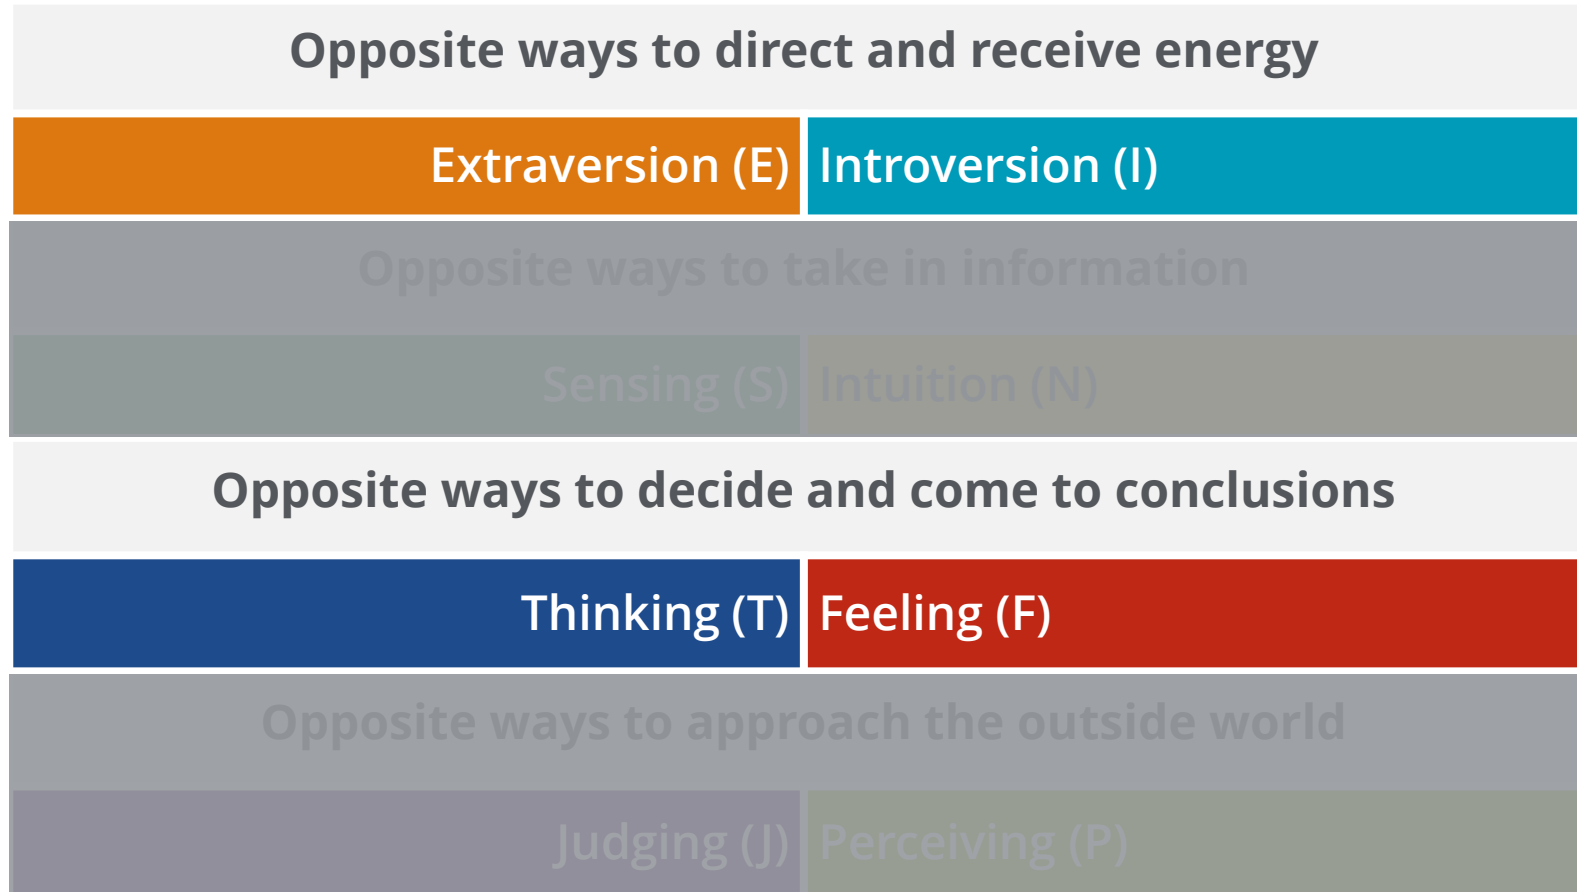 Opposite ways to direct and receive energy
Extraversion (E) Introversion (I)
Opposite ways to take in information
Sensing (S) Intuition (N)
Opposite ways to decide and come to conclusions
Thinking (T) Feeling (F)
Opposite ways to approach the outside world
Judging (J) Perceiving (P)